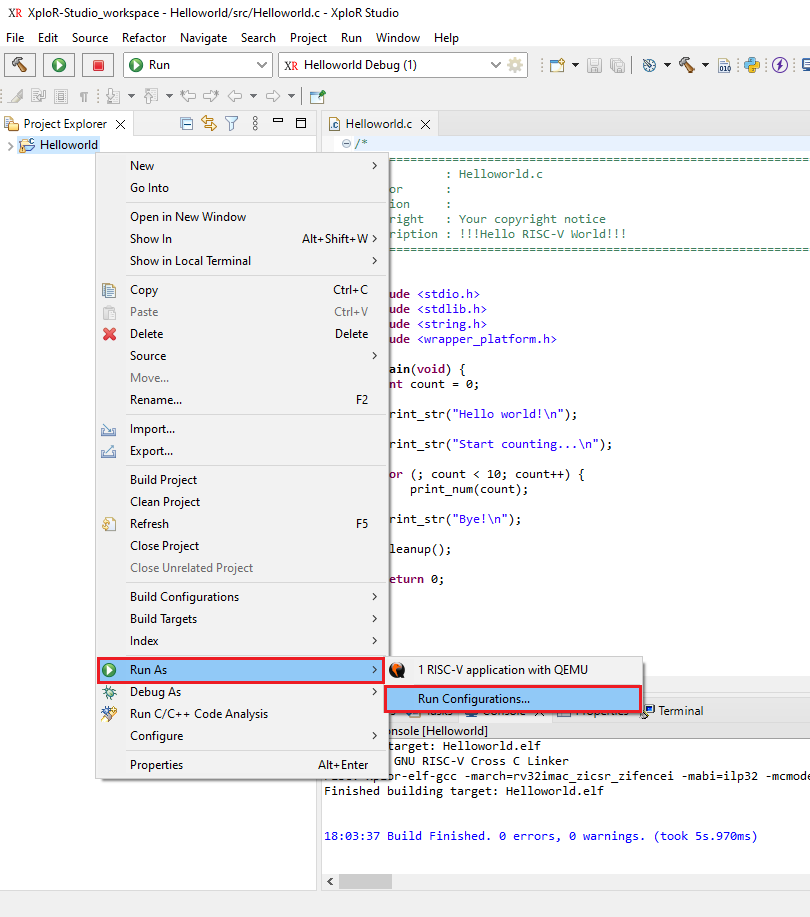 XR XploR-Studio_workspace - Helloworld/src/Helloworld.c - XploR Studio
File Edit Source Refactor Navigate Search Project Run Window Help
Run
XR Helloworld Debug (1)
010
Project Explorer
Helloworld
Helloworld.c
New
Go Into
Open in New Window
Show In Alt+Shift+W
Show in Local Terminal
Copy Ctrl+C
Paste Ctrl+V
Delete Delete
Source
Move...
Rename... F2
Import...
Export...
Build Project
Clean Project
Refresh F5
Close Project
Close Unrelated Project
Build Configurations
Build Targets
Index
Run As
Debug As
Run C/C++ Code Analysis
Configure
Properties Alt+Enter
1 RISC-V application with QEMU
Run Configurations...
/*
================================================
: Helloworld.c
or :
ion :
right : Your copyright notice
ription : !!!Hello RISC-V World!!!
================================================
ude <stdio.h>
ude <stdlib.h>
ude <string.h>
ude <wrapper_platform.h>
ain(void) {
nt count = 0;
rint_str("Hello world!\n");
rint_str("Start counting...\n");
or (; count < 10; count++) {
print_num(count);
rint_str("Bye!\n");
leanup();
eturn 0;
Tasks Console Properties Terminal
onsole [Helloworld]
target: Helloworld.elf
GNU RISC-V Cross C Linker
-xplor-elf-gcc -march=rv32imac_zicsr_zifencei -mabi=ilp32 -mcmode
Finished building target: Helloworld.elf
18:03:37 Build Finished. 0 errors, 0 warnings. (took 5s.970ms)